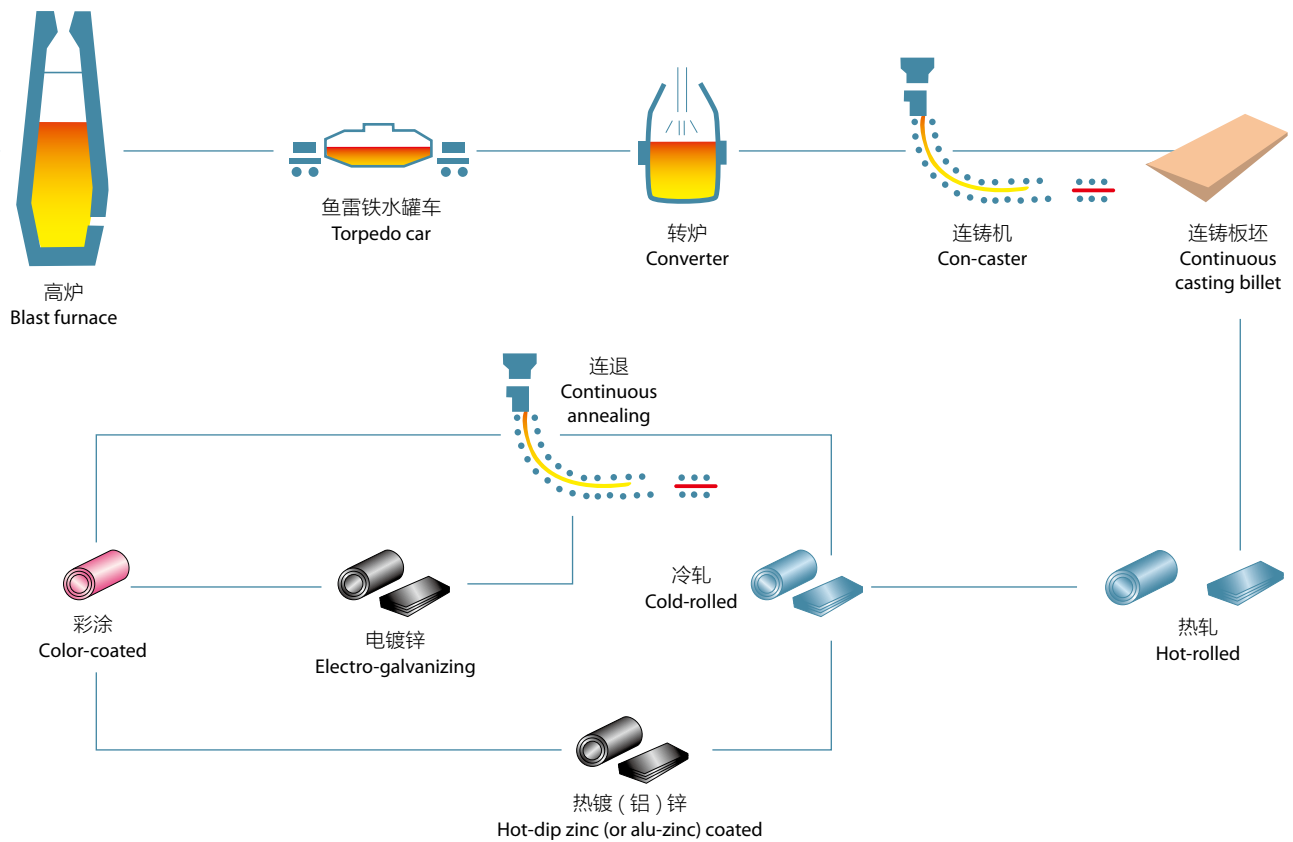 高炉
Blast furnace
鱼雷铁水罐车
Torpedo car
转炉
Converter
连铸机
Con-caster
连铸板坯
Continuous
casting billet
连退
Continuous
annealing
彩涂
Color-coated
电镀锌
Electro-galvanizing
冷轧
Cold-rolled
热轧
Hot-rolled
热镀 ( 铝 ) 锌
Hot-dip zinc (or alu-zinc) coated